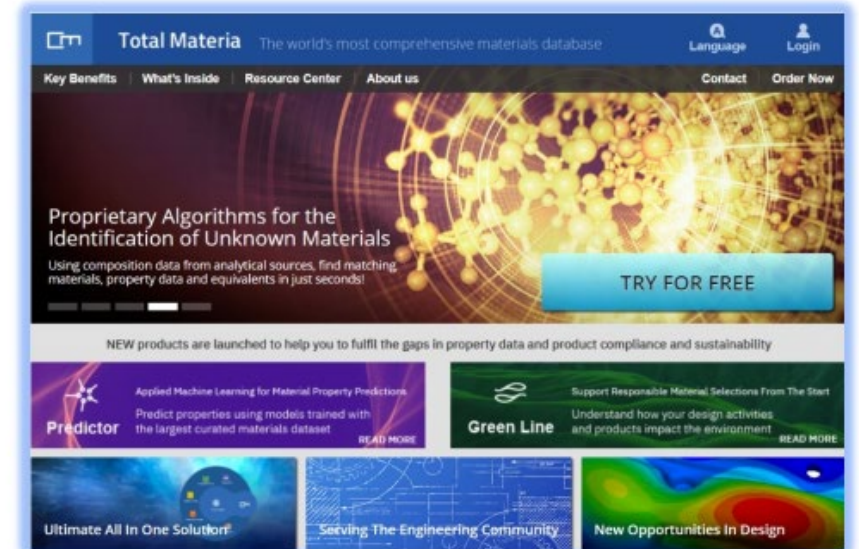 Total Materia The world's most comprehensive materials database
Language Login
Key Benefits What's Inside Resource Center About us Contact Order Now
Proprietary Algorithms for the
Identification of Unknown Materials
Using composition data from analytical sources, find matching
materials, property data and equivalents in just seconds!
TRY FOR FREE
NEW products are launched to help you to fulfil the gaps in property data and product compliance and sustainability
Predictor
Applied Machine Learning for Material Property Predictions
Predict properties using models trained with
the largest curated materials dataset
READ MORE
Green Line
Support Responsible Material Selections From The Start
Understand how your design activities
and products impact the environment
READ MORE
Ultimate All In One Solution
Serving The Engineering Community
New Opportunities In Design